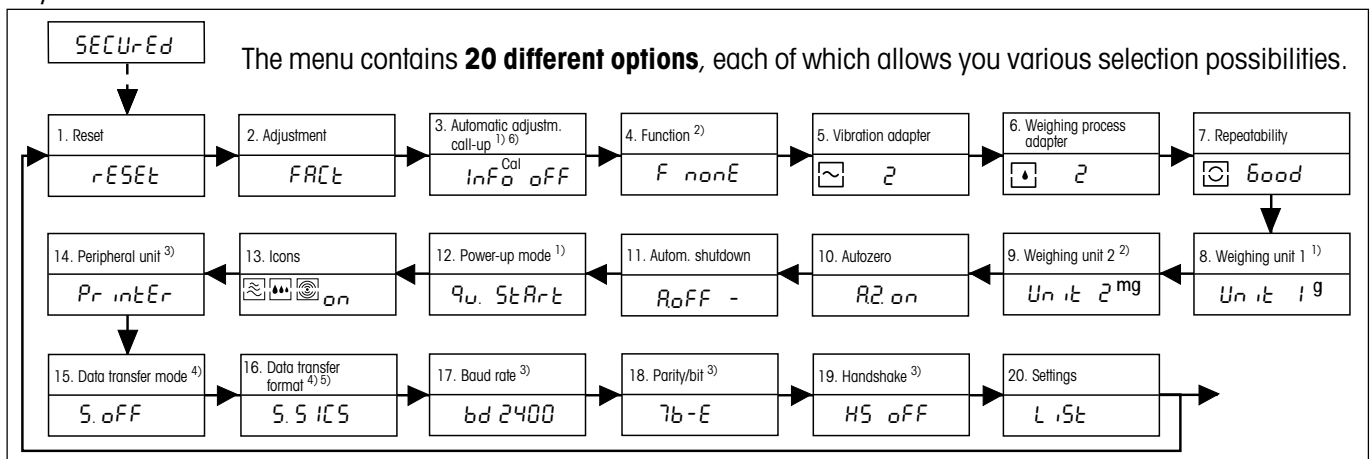 SECUrEd
The menu contains 20 different options, each of which allows you various selection possibilities.
1. Reset
rESEt
2. Adjustment
FACt
3. Automatic adjustm.
call-up 1) 6)
InFo Cal oFF
4. Function 2)
F nonE
5. Vibration adapter
2
6. Weighing process
adapter
2
7. Repeatability
Good
8. Weighing unit 1 1)
Unit 1 g
9. Weighing unit 2 2)
Unit 2 mg
10. Autozero
A.Z. on
11. Autom. shutdown
A.oFF -
12. Power-up mode 1)
qu. StArt
13. Icons
on
14. Peripheral unit 3)
PrintEr
15. Data transfer mode 4)
S. oFF
16. Data transfer
format 4) 5)
S. SICS
17. Baud rate 3)
bd 2400
18. Parity/bit 3)
7b-E
19. Handshake 3)
HS oFF
20. Settings
LiSt